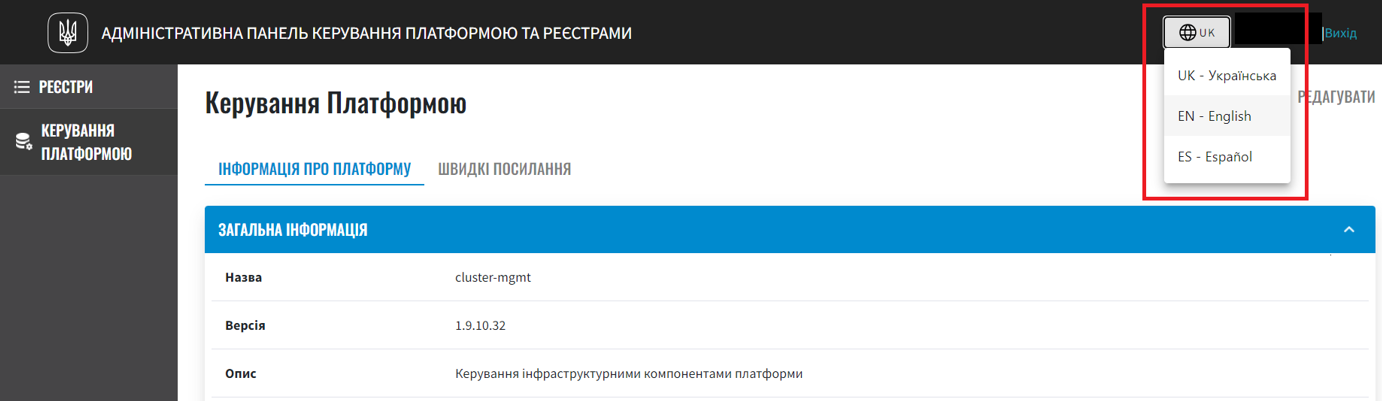 АДМІНІСТРАТИВНА ПАНЕЛЬ КЕРУВАННЯ ПЛАТФОРМОЮ ТА РЕЄСТРАМИ
UK
|Вихід
UK - Українська
EN - English
ES - Español
РЕЄСТРИ
КЕРУВАННЯ
ПЛАТФОРМОЮ
Керування Платформою
РЕДАГУВАТИ
ІНФОРМАЦІЯ ПРО ПЛАТФОРМУ
ШВИДКІ ПОСИЛАННЯ
ЗАГАЛЬНА ІНФОРМАЦІЯ
Назва cluster-mgmt
Версія 1.9.10.32
Опис Керування інфраструктурними компонентами платформи